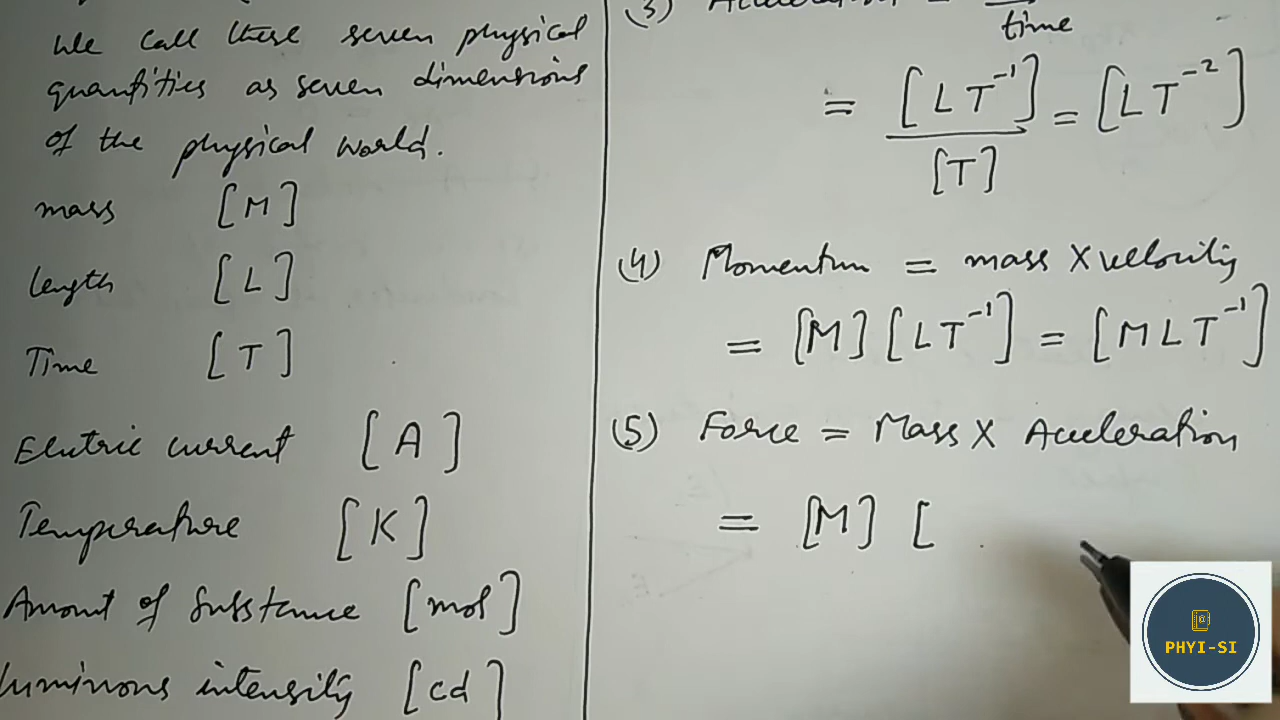 We call these seven physical
quantities as seven dimensions
of the physical world.
mass [M]
length [L]
Time [T]
Electric current [A]
Temperature [K]
Amount of Substance [mol]
Luminous intensity [cd]
(3) Acceleration =
time
= [LT⁻¹] / [T] = [LT⁻²]
(4) Momentum = mass X velocity
= [M] [LT⁻¹] = [MLT⁻¹]
(5) Force = Mass X Acceleration
= [M] [
PHYI-SI